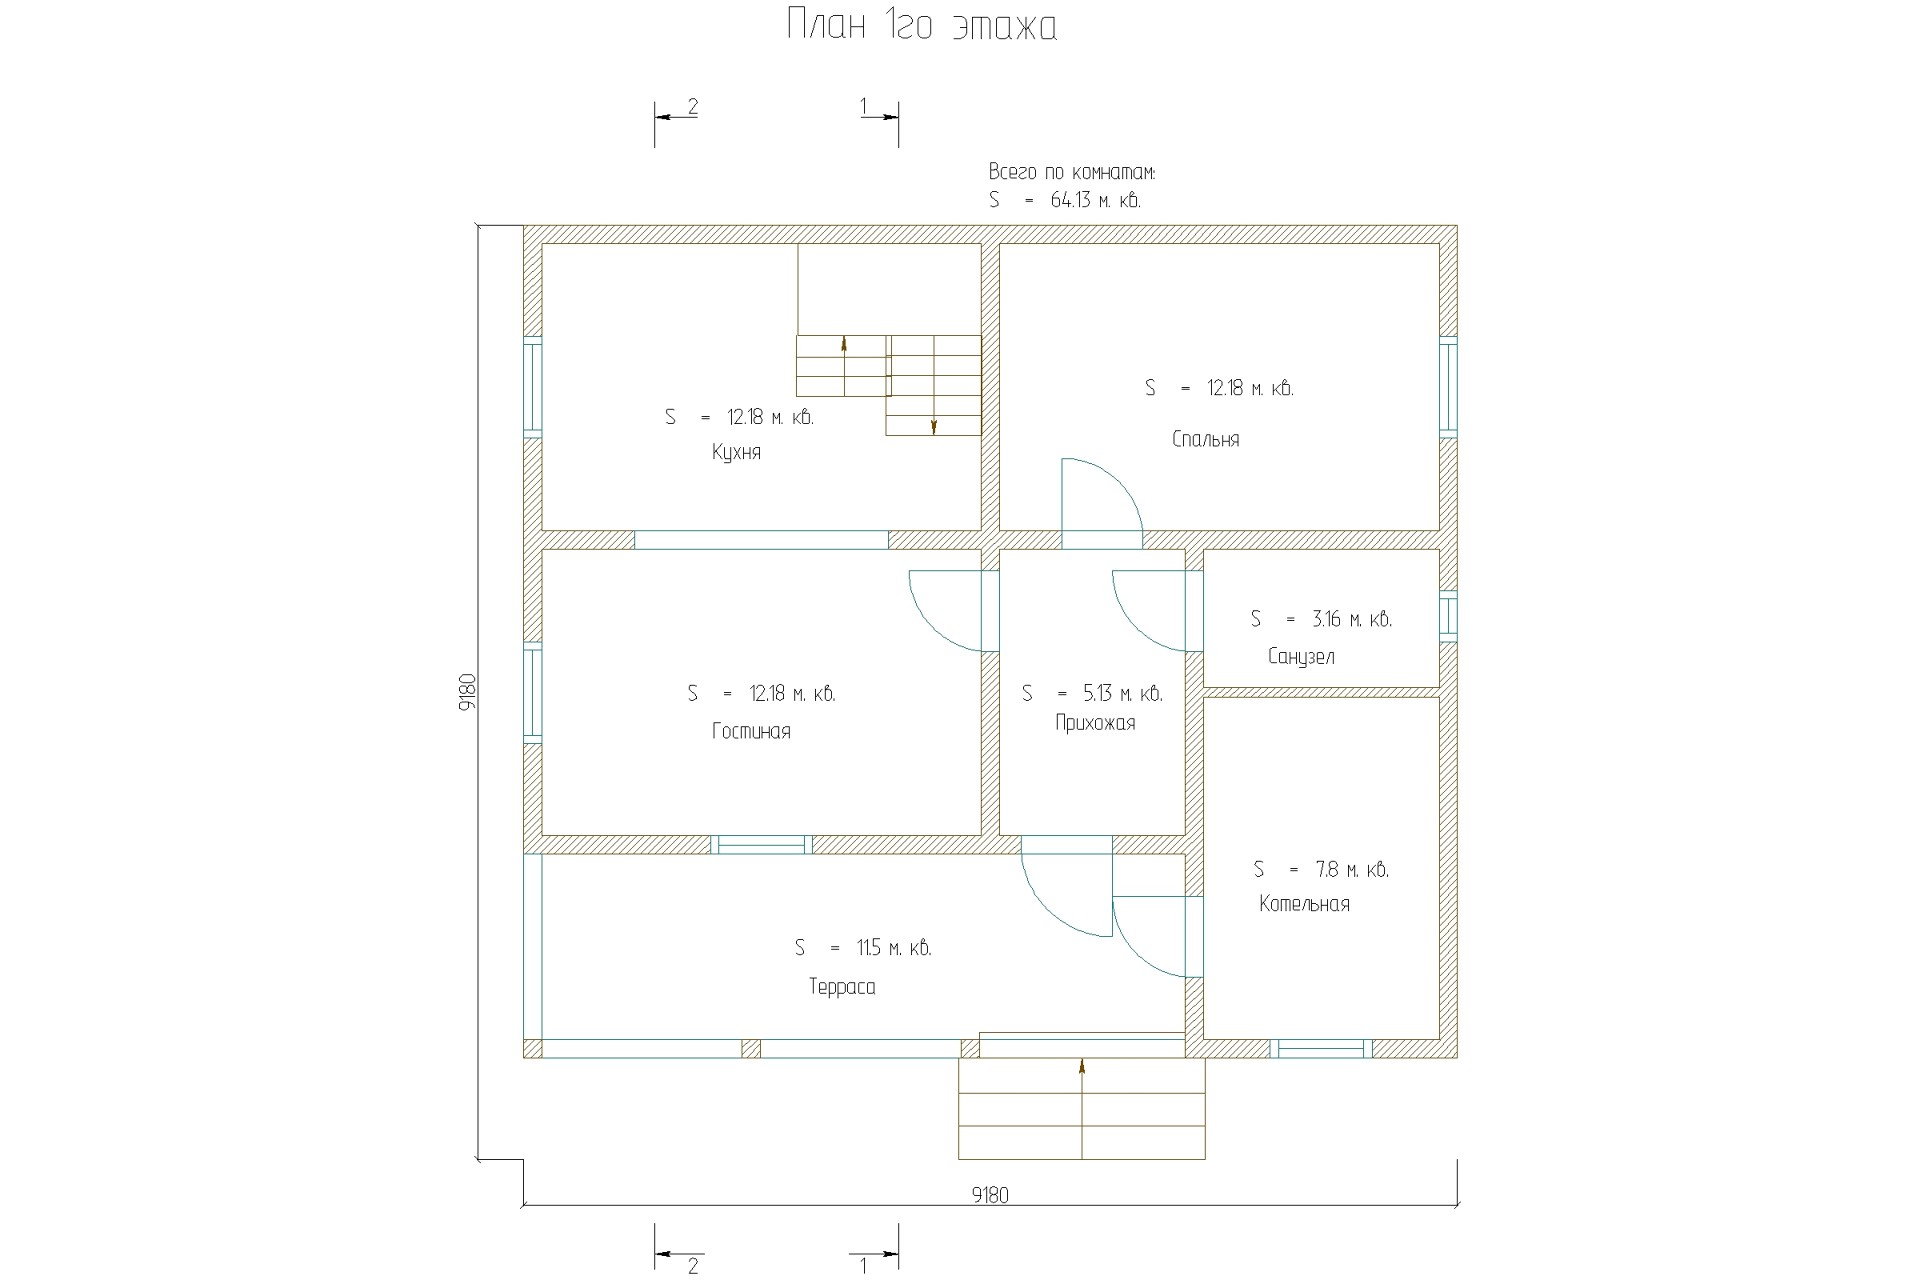 План 1го этажа
2
1
Всего по комнатам:
S = 64.13 м. кв.
S = 12.18 м. кв.
Кухня
S = 12.18 м. кв.
Спальня
S = 12.18 м. кв.
Гостиная
S = 5.13 м. кв.
Прихожая
S = 3.16 м. кв.
Санузел
S = 7.8 м. кв.
Котельная
S = 11.5 м. кв.
Терраса
9180
9180
2
1